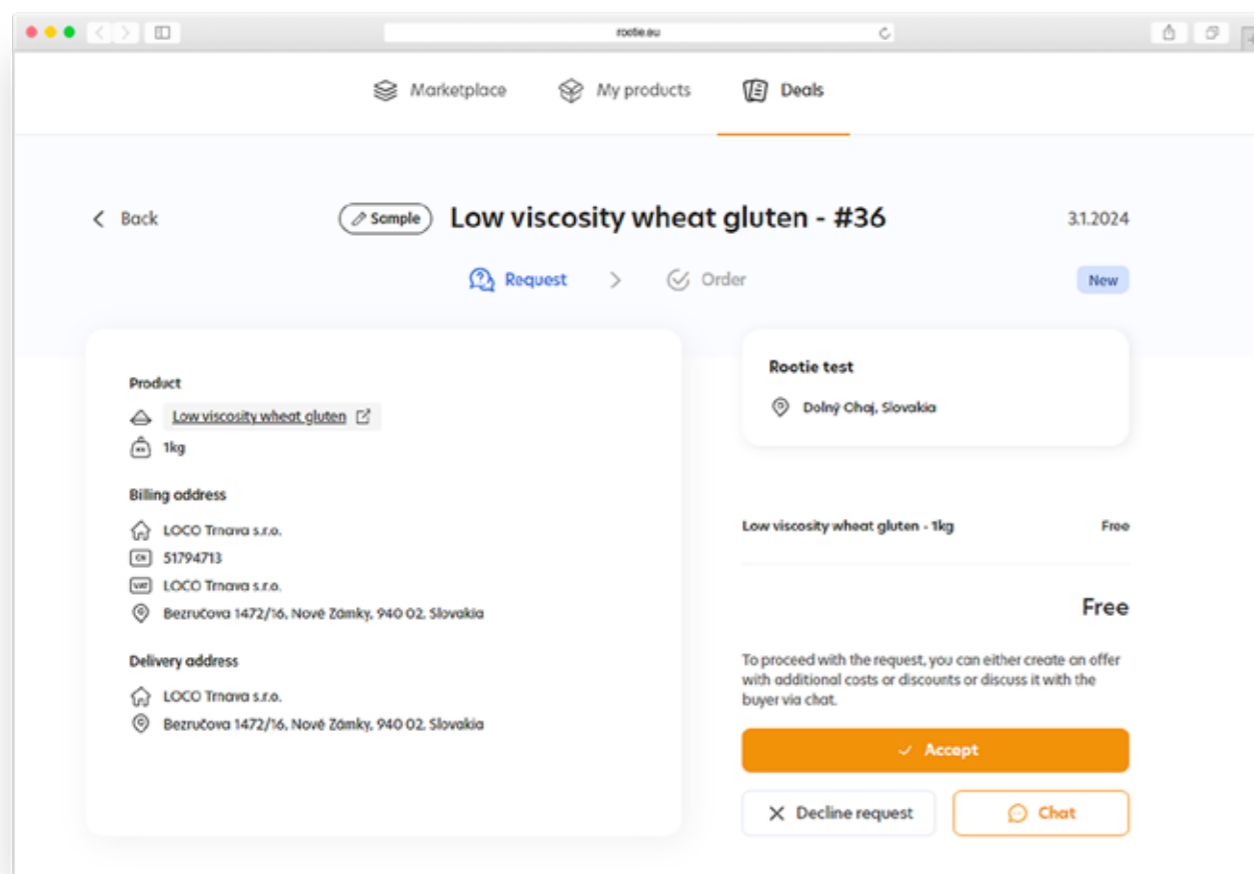 rootie.eu
Marketplace
My products
Deals
Back
Sample
Low viscosity wheat gluten - #36
3.1.2024
Request
Order
New
Product
Low viscosity wheat gluten
1kg
Billing address
LOCO Trnava s.r.o.
CN
51794713
VAT
LOCO Trnava s.r.o.
Bezručova 1472/16, Nové Zámky, 940 02, Slovakia
Delivery address
LOCO Trnava s.r.o.
Bezručova 1472/16, Nové Zámky, 940 02, Slovakia
Rootie test
Dolný Chaj, Slovakia
Low viscosity wheat gluten - 1kg
Free
Free
To proceed with the request, you can either create an offer
with additional costs or discounts or discuss it with the
buyer via chat.
Accept
Decline request
Chat